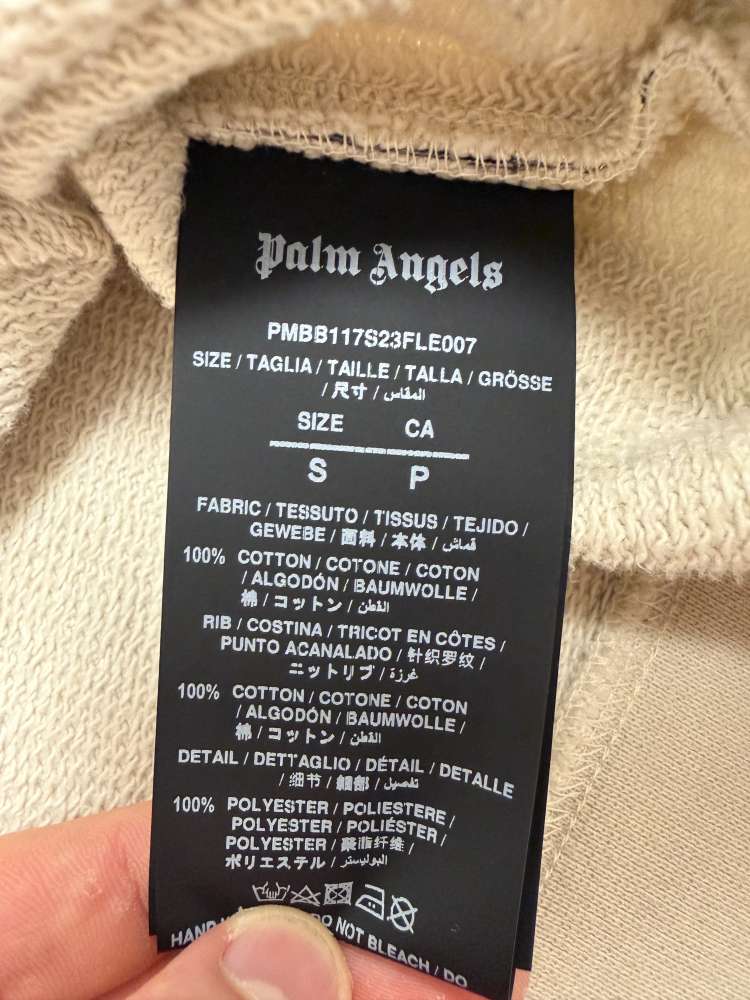 Palm Angels
PMBB117S23FLE007
SIZE / TAGLIA / TAILLE / TALLA / GRÖSSE
/ 尺寸 / المقاس
SIZE CA
S P
FABRIC / TESSUTO / TISSUS / TEJIDO /
GEWEBE / 面料 / 本体 / قماش
100% COTTON / COTONE / COTON
/ ALGODÓN / BAUMWOLLE /
棉 / コットン / القطن
RIB / COSTINA / TRICOT EN CÔTES /
PUNTO ACANALADO / 针织罗纹 /
ニットリブ / غرزة
100% COTTON / COTONE / COTON
/ ALGODÓN / BAUMWOLLE /
棉 / コットン / القطن
DETAIL / DETTAGLIO / DÉTAIL / DETALLE
/ 细节 / 細部 / تفصيل
100% POLYESTER / POLIESTERE /
POLYESTER / POLIÉSTER /
POLYESTER / 聚酯纤维 /
ポリエステル / البوليستر
HAND DO NOT BLEACH / DO